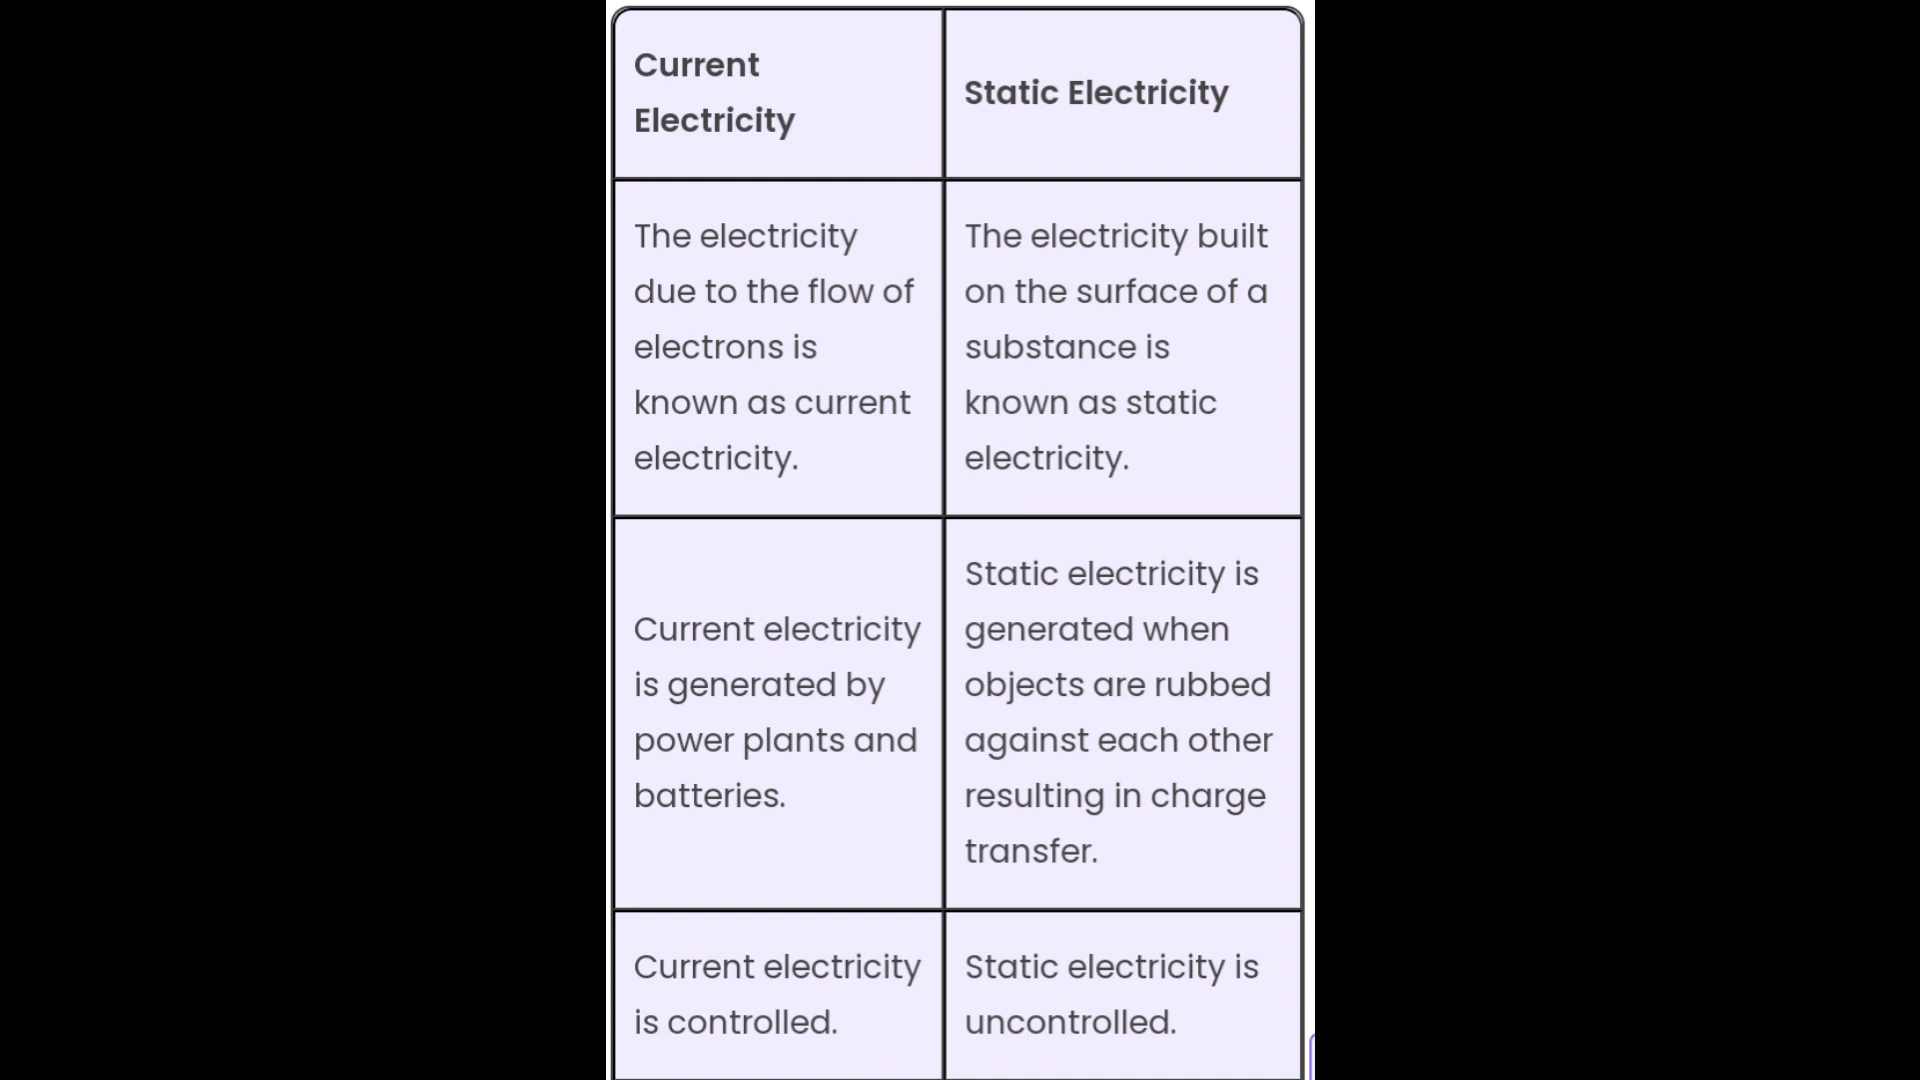 Current
Electricity
Static Electricity
The electricity
due to the flow of
electrons is
known as current
electricity.
The electricity built
on the surface of a
substance is
known as static
electricity.
Current electricity
is generated by
power plants and
batteries.
Static electricity is
generated when
objects are rubbed
against each other
resulting in charge
transfer.
Current electricity
is controlled.
Static electricity is
uncontrolled.